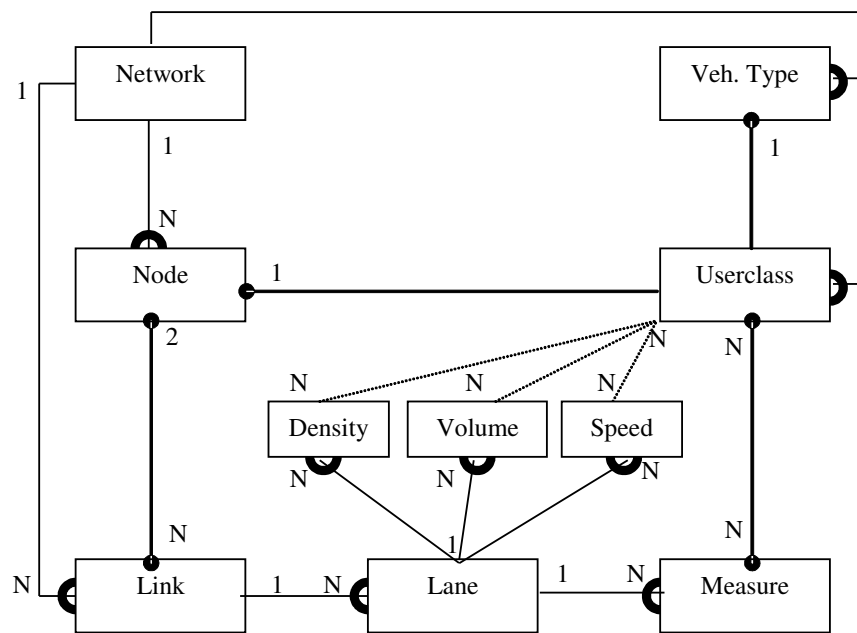 Network
Veh. Type
1
1
1
N
Node
1
Userclass
2
N
N
N
N
N
Density
Volume
Speed
N
N
N
N
N
1
N
Link
1
N
Lane
1
N
Measure